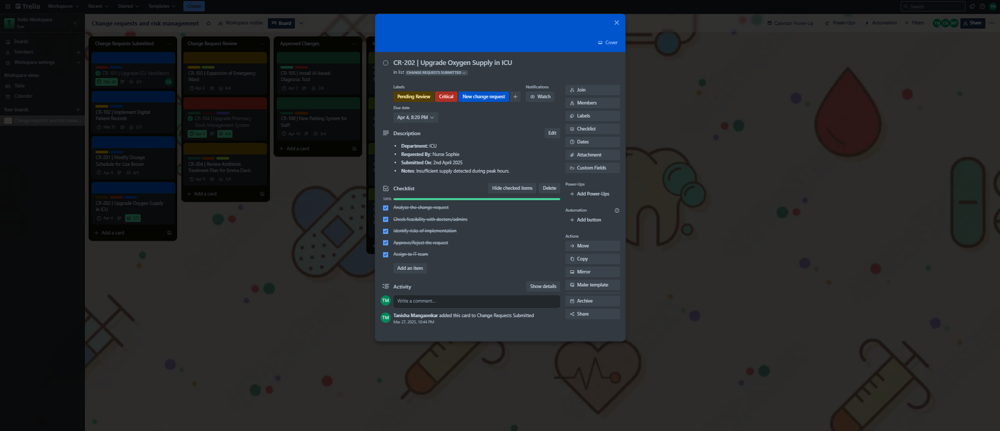 Trello
Workspaces
Recent
Starred
Templates
Create
Search
TM
T
Trello Workspace
Free
Boards
Members
Workspace settings
Workspace views
Table
Calendar
Your boards
Change requests and risk mana...
Change requests and risk management
Workspace visible
Board
Calendar Power-Up
Power-Ups
Automation
Filters
TM
CG
MT
Share
Change Requests Submitted
CR-101 | Upgrade ICU Ventilators
Mar 30
3/5
CG
CR-102 | Implement Digital
Patient Records
Mar 31
2/5
CR-201 | Modify Dosage
Schedule for Lisa Brown
Apr 4
4/5
CR-202 | Upgrade Oxygen Supply
in ICU
Apr 4
5/5
Add a card
Change Request Review
CR-103 | Expansion of Emergency
Ward
Apr 2
3/4
CR-104 | Upgrade Pharmacy
Stock Management System
Apr 3
4/4
CR-304 | Review Antibiotic
Treatment Plan for Emma Davis
Apr 9
1/4
Add a card
Approved Changes
CR-105 | Install AI-based
Diagnosis Tool
Apr 7
2/4
CR-106 | New Parking System for
Staff
Apr 10
3/4
Add a card
Cover
CR-202 | Upgrade Oxygen Supply in ICU
in list CHANGE REQUESTS SUBMITTED
Labels
Pending Review
Critical
New change request
Notifications
Watch
Due date
Apr 4, 8:20 PM
Description
Edit
Department: ICU
Requested By: Nurse Sophie
Submitted On: 2nd April 2025
Notes: Insufficient supply detected during peak hours.
Checklist
Hide checked items
Delete
100%
Analyze the change request
Check feasibility with doctors/admins
Identify risks of implementation
Approve/Reject the request
Assign to IT team
Add an item
Activity
Show details
TM
Write a comment...
TM
Tanisha Mangaonkar added this card to Change Requests Submitted
Mar 27, 2025, 10:44 PM
Join
Members
Labels
Checklist
Dates
Attachment
Custom Fields
Power-Ups
Add Power-Ups
Automation
Add button
Actions
Move
Copy
Mirror
Make template
Archive
Share